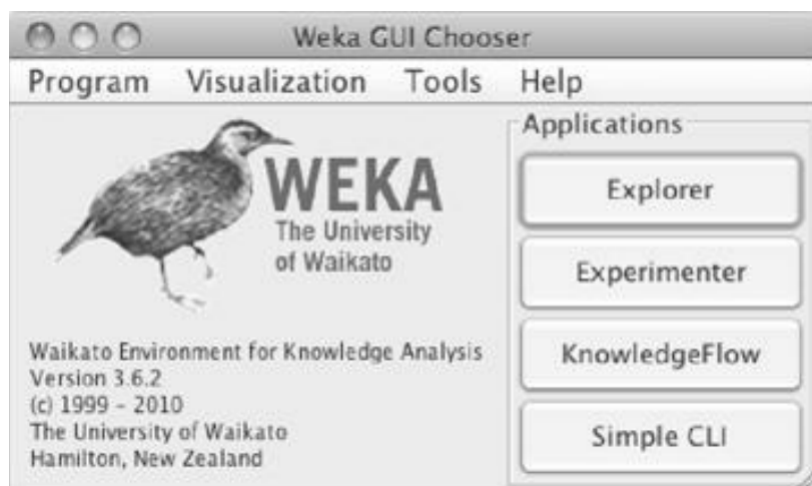 Weka GUI Chooser
Program Visualization Tools Help
WEKA
The University
of Waikato
Waikato Environment for Knowledge Analysis
Version 3.6.2
(c) 1999 - 2010
The University of Waikato
Hamilton, New Zealand
Applications
Explorer
Experimenter
KnowledgeFlow
Simple CLI